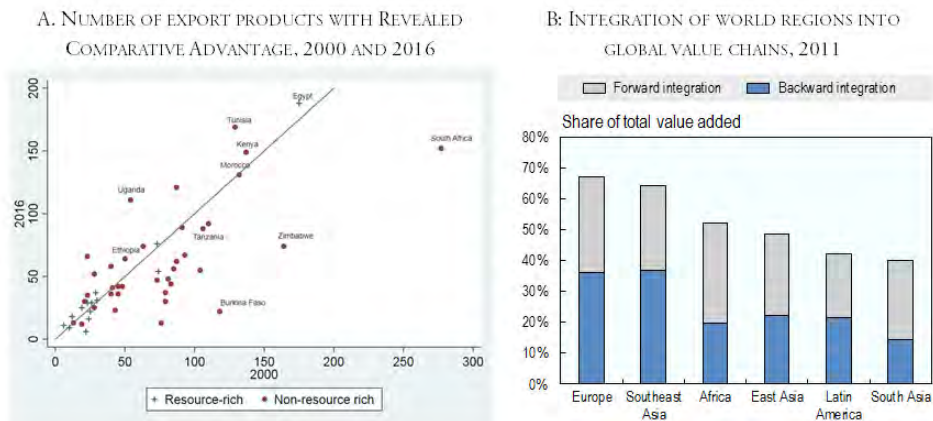 A. NUMBER OF EXPORT PRODUCTS WITH REVEALED
COMPARATIVE ADVANTAGE, 2000 AND 2016
200
150
100
50
0
2016
Egypt
Tunisia
Kenya
Morocco
South Africa
Uganda
Ethiopia
Tanzania
Zimbabwe
Burkina Faso
0 50 100 150 200 250 300
2000
Resource-rich Non-resource rich
B: INTEGRATION OF WORLD REGIONS INTO
GLOBAL VALUE CHAINS, 2011
Forward integration Backward integration
Share of total value added
80%
70%
60%
50%
40%
30%
20%
10%
0%
Europe Southeast Asia Africa East Asia Latin America South Asia